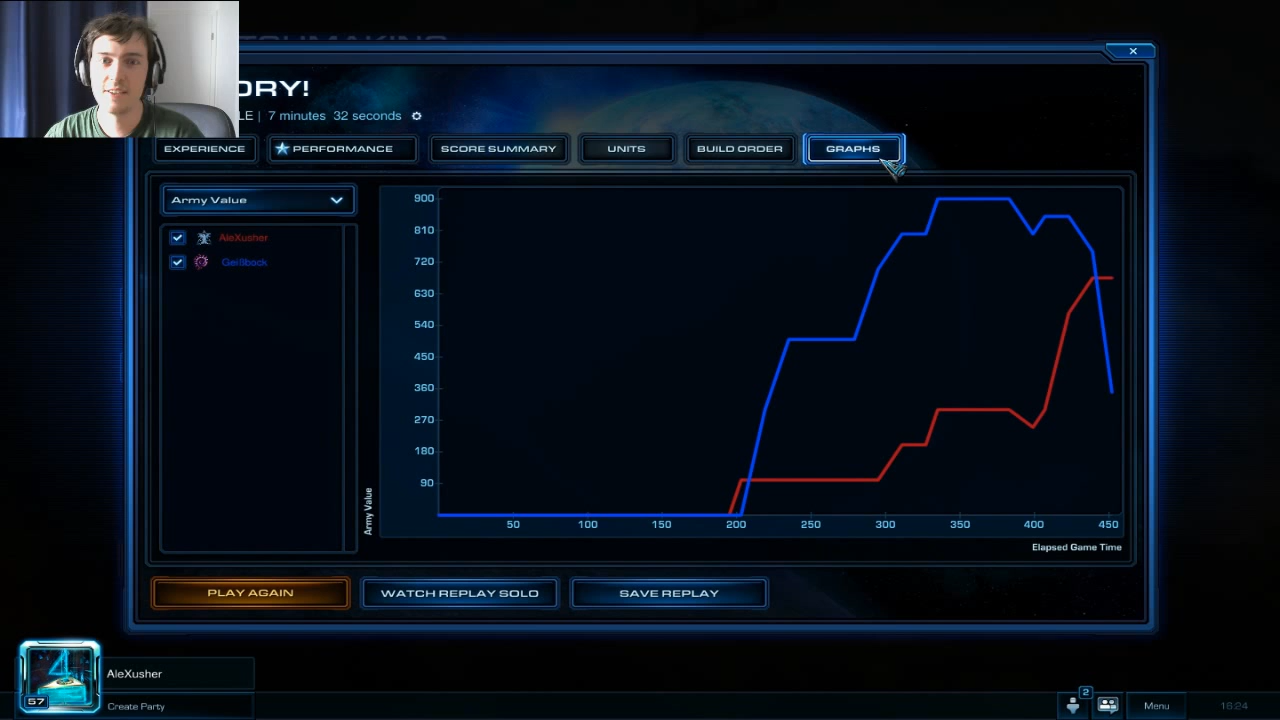 ORY!
LE | 7 minutes 32 seconds
EXPERIENCE
PERFORMANCE
SCORE SUMMARY
UNITS
BUILD ORDER
GRAPHS
Army Value
AleXusher
900
810
720
630
540
450
360
270
180
90
Army Value
50 100 150 200 250 300 350 400 450
Elapsed Game Time
PLAY AGAIN
WATCH REPLAY SOLO
SAVE REPLAY
57
AleXusher
Create Party
2
Menu
16:24